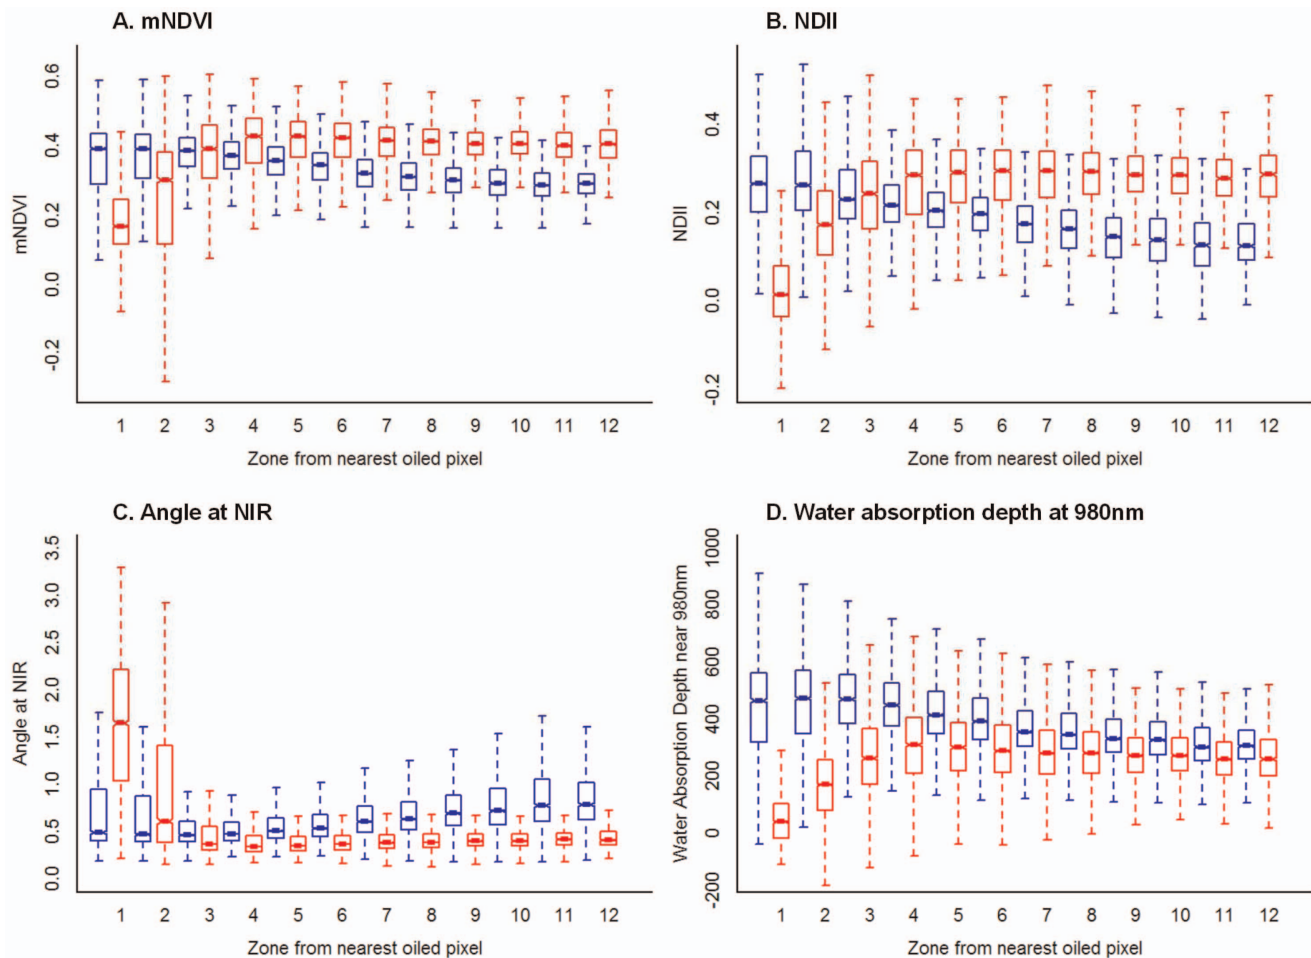 A. mNDVI
mNDVI
0.6
0.4
0.2
0.0
-0.2
1 2 3 4 5 6 7 8 9 10 11 12
Zone from nearest oiled pixel
B. NDII
NDII
0.4
0.2
0.0
-0.2
1 2 3 4 5 6 7 8 9 10 11 12
Zone from nearest oiled pixel
C. Angle at NIR
Angle at NIR
3.5
3.0
2.5
2.0
1.5
1.0
0.5
0.0
1 2 3 4 5 6 7 8 9 10 11 12
Zone from nearest oiled pixel
D. Water absorption depth at 980nm
Water Absorption Depth near 980nm
1000
800
600
400
200
0
-200
1 2 3 4 5 6 7 8 9 10 11 12
Zone from nearest oiled pixel